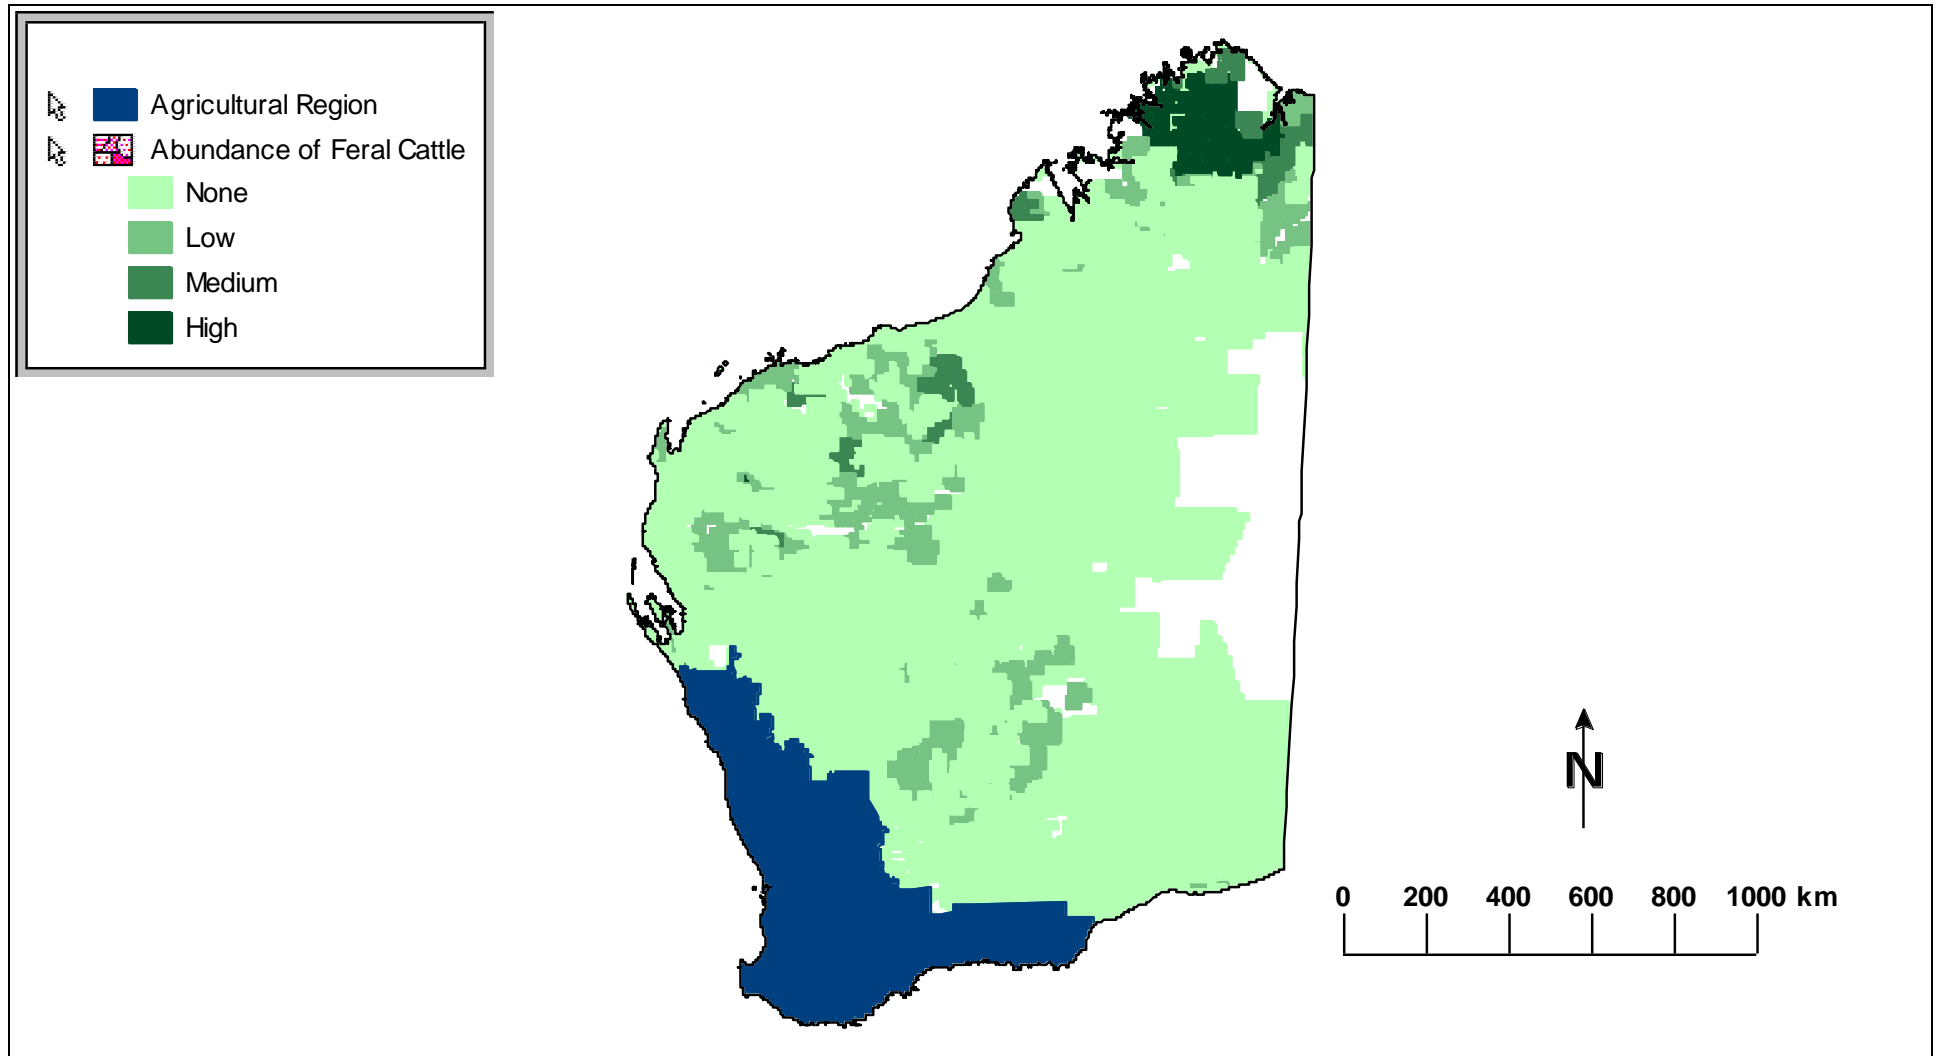 Agricultural Region
Abundance of Feral Cattle
None
Low
Medium
High
N
0 200 400 600 800 1000 km